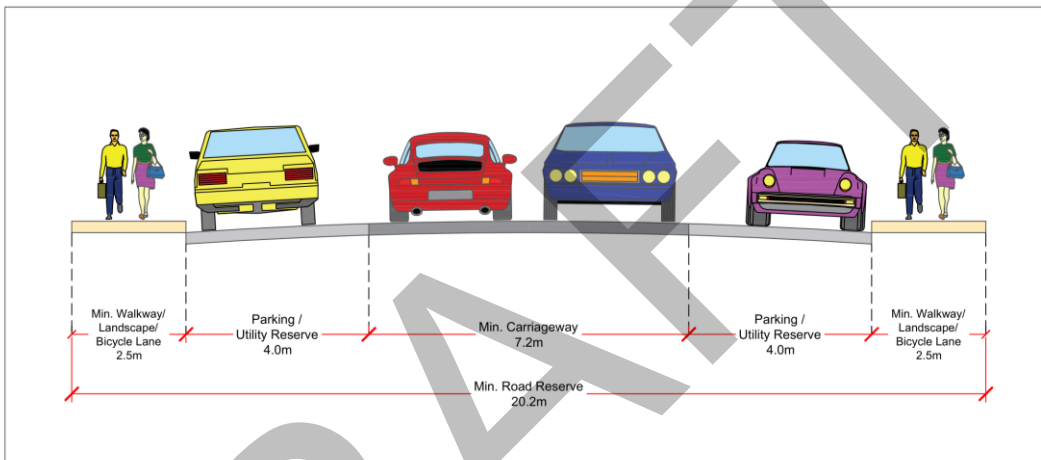 Min. Walkway/
Landscape/
Bicycle Lane
2.5m
Parking /
Utility Reserve
4.0m
Min. Carriageway
7.2m
Parking /
Utility Reserve
4.0m
Min. Walkway/
Landscape/
Bicycle Lane
2.5m
Min. Road Reserve
20.2m
DRAFT